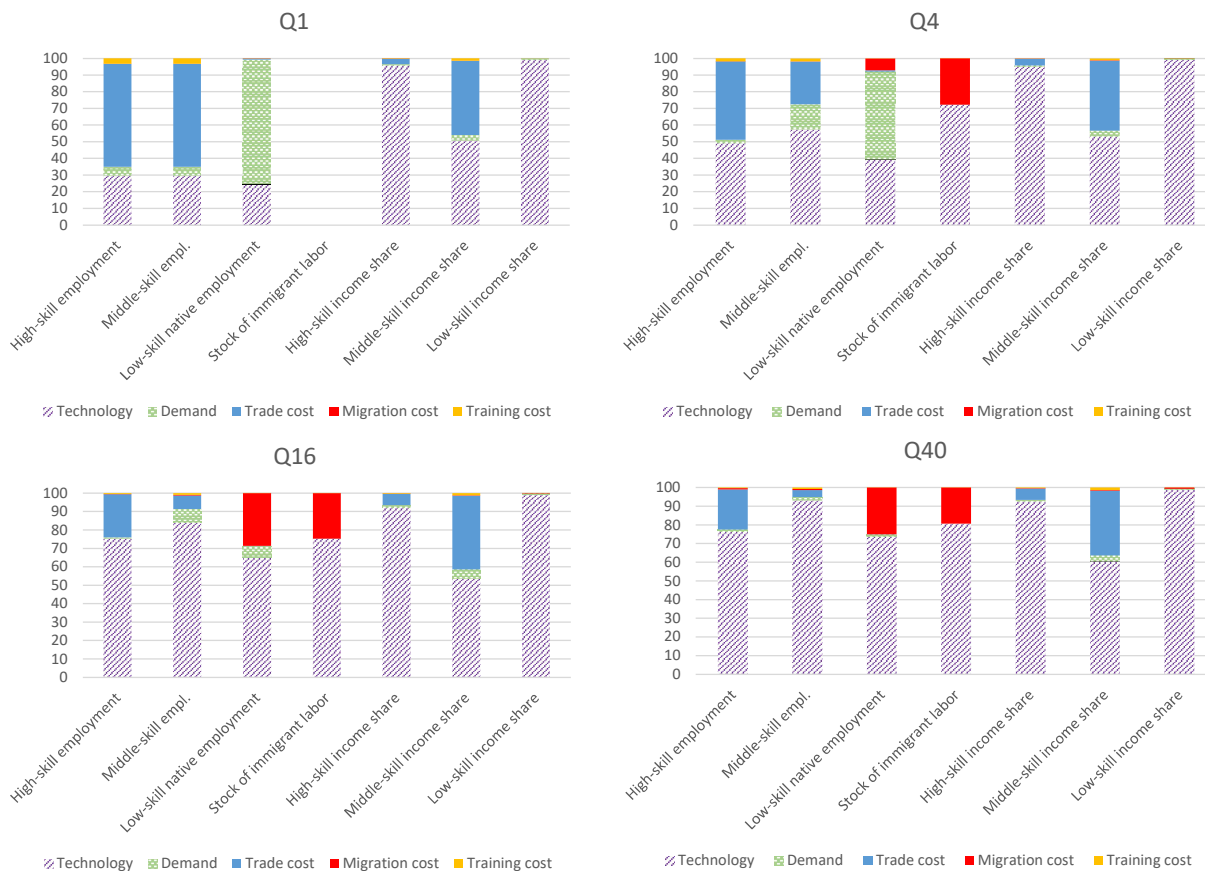 Q1
100
90
80
70
60
50
40
30
20
10
0
High-skill employment
Middle-skill empl.
Low-skill native employment
Stock of immigrant labor
High-skill income share
Middle-skill income share
Low-skill income share
Technology Demand Trade cost Migration cost Training cost
Q4
100
90
80
70
60
50
40
30
20
10
0
High-skill employment
Middle-skill empl.
Low-skill native employment
Stock of immigrant labor
High-skill income share
Middle-skill income share
Low-skill income share
Technology Demand Trade cost Migration cost Training cost
Q16
100
90
80
70
60
50
40
30
20
10
0
High-skill employment
Middle-skill empl.
Low-skill native employment
Stock of immigrant labor
High-skill income share
Middle-skill income share
Low-skill income share
Technology Demand Trade cost Migration cost Training cost
Q40
100
90
80
70
60
50
40
30
20
10
0
High-skill employment
Middle-skill empl.
Low-skill native employment
Stock of immigrant labor
High-skill income share
Middle-skill income share
Low-skill income share
Technology Demand Trade cost Migration cost Training cost